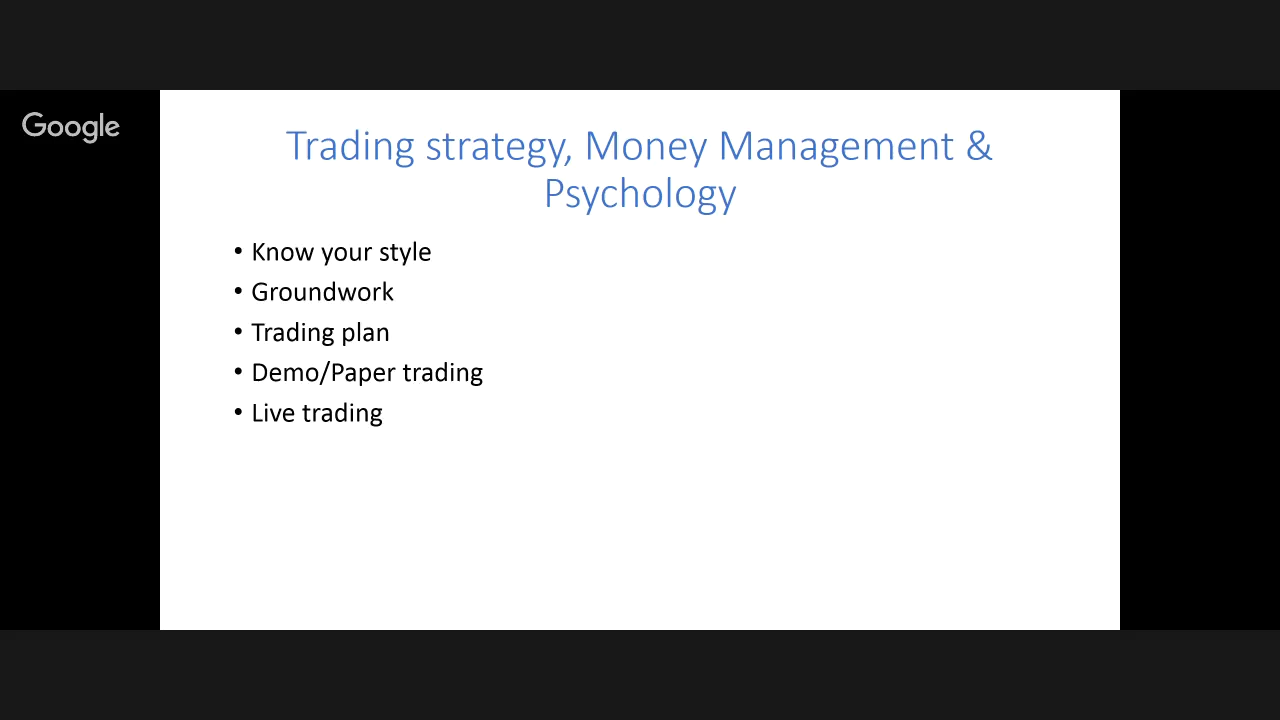 Google
Trading strategy, Money Management &
Psychology
• Know your style
• Groundwork
• Trading plan
• Demo/Paper trading
• Live trading